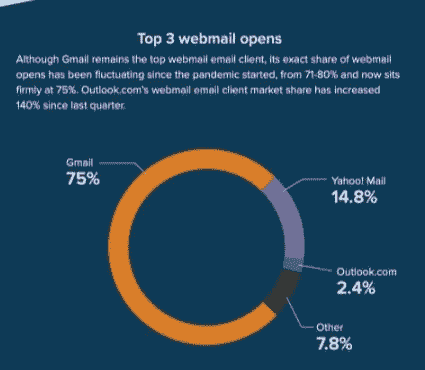 Top 3 webmail opens
Although Gmail remains the top webmail email client, its exact share of webmail
opens has been fluctuating since the pandemic started, from 71-80% and now sits
firmly at 75%. Outlook.com's webmail email client market share has increased
140% since last quarter.
Gmail
75%
Yahoo! Mail
14.8%
Outlook.com
2.4%
Other
7.8%